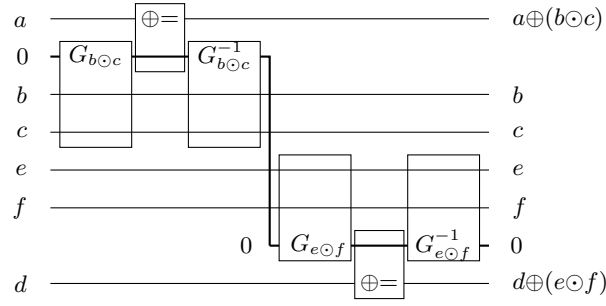 a ⊕= a⊕(b⊙c)
0 G_{b⊙c} G^{-1}_{b⊙c}
b b
c c
e e
f f
0 G_{e⊙f} G^{-1}_{e⊙f} 0
d ⊕= d⊕(e⊙f)